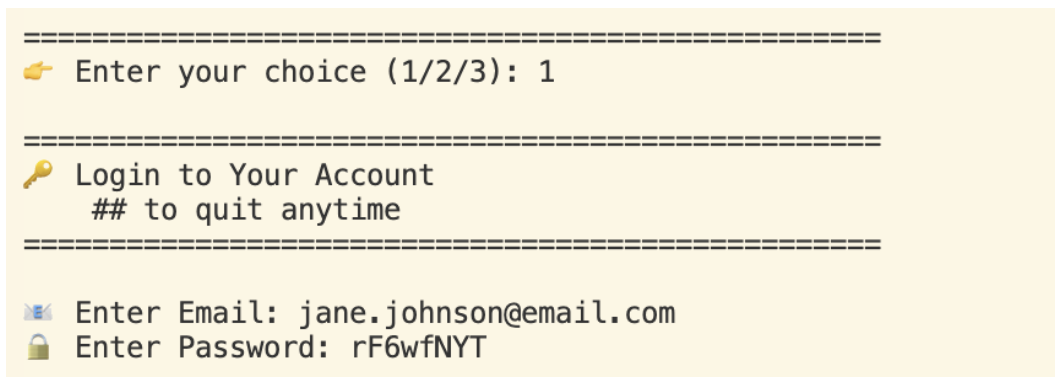 ==================================================
👉 Enter your choice (1/2/3): 1
==================================================
🔑 Login to Your Account
## to quit anytime
==================================================
📧 Enter Email: jane.johnson@email.com
🔒 Enter Password: rF6wfNYT